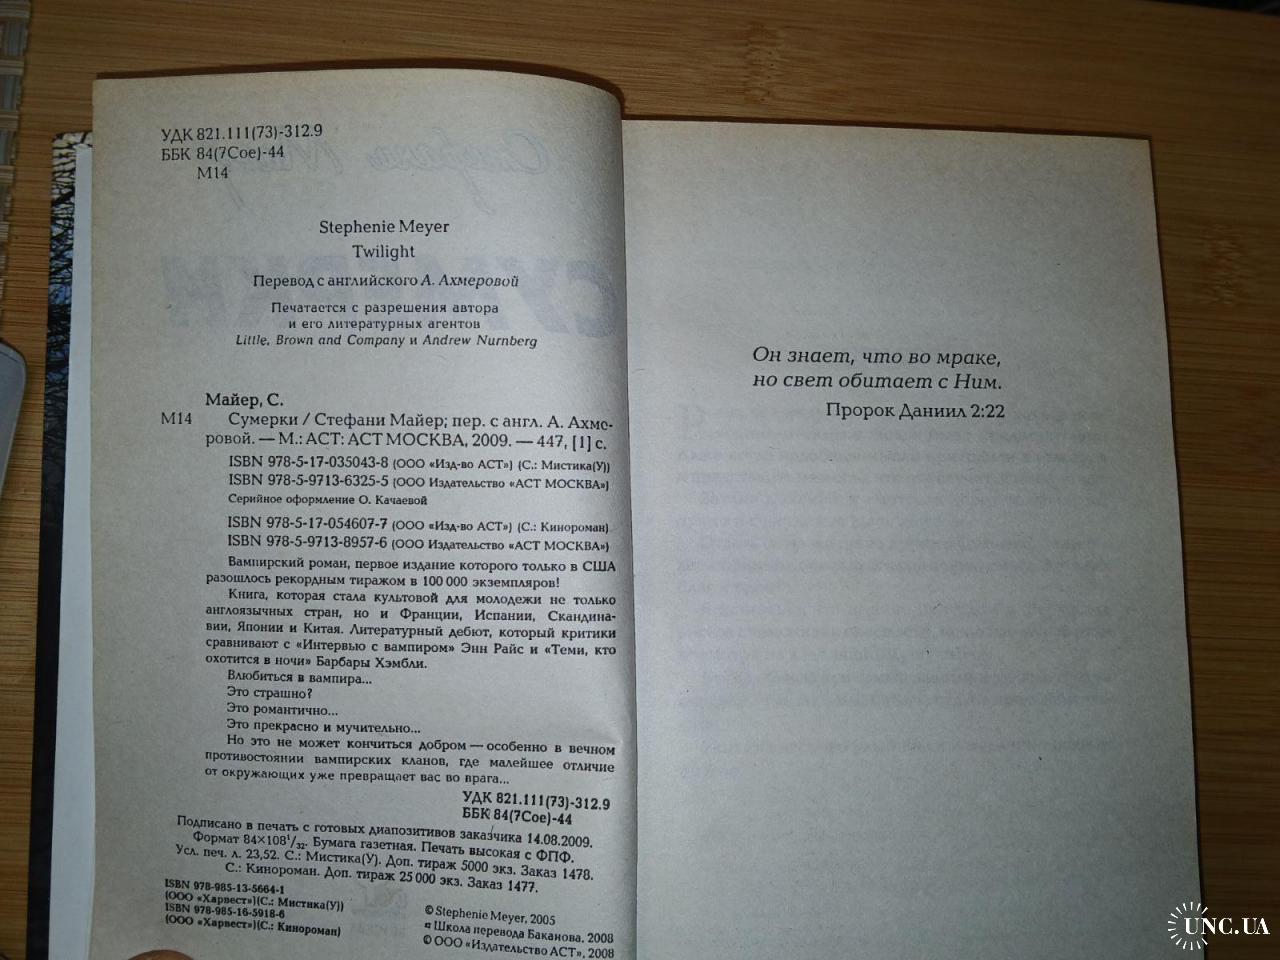 УДК 821.111(73)-312.9
ББК 84(7Сое)-44
М14
Stephenie Meyer
Twilight
Перевод с английского А. Ахмеровой
Печатается с разрешения автора
и его литературных агентов
Little, Brown and Company и Andrew Nurnberg
Майер, С.
М14 Сумерки / Стефани Майер; пер. с англ. А. Ахме-
ровой. — М.: АСТ: АСТ МОСКВА, 2009. — 447, [1] с.
ISBN 978-5-17-035043-8 (ООО «Изд-во АСТ») (С.: Мистика(У))
ISBN 978-5-9713-6325-5 (ООО Издательство «АСТ МОСКВА»)
Серийное оформление О. Качаевой
ISBN 978-5-17-054607-7 (ООО «Изд-во АСТ») (С.: Кинороман)
ISBN 978-5-9713-8957-6 (ООО Издательство «АСТ МОСКВА»)
Вампирский роман, первое издание которого только в США
разошлось рекордным тиражом в 100 000 экземпляров!
Книга, которая стала культовой для молодежи не только
англоязычных стран, но и Франции, Испании, Скандина-
вии, Японии и Китая. Литературный дебют, который критики
сравнивают с «Интервью с вампиром» Энн Райс и «Теми, кто
охотится в ночи» Барбары Хэмбли.
Влюбиться в вампира...
Это страшно?
Это романтично...
Это прекрасно и мучительно...
Но это не может кончиться добром — особенно в вечном
противостоянии вампирских кланов, где малейшее отличие
от окружающих уже превращает вас во врага...
УДК 821.111(73)-312.9
ББК 84(7Сое)-44
Подписано в печать с готовых диапозитивов заказчика 14.08.2009.
Формат 84×108¹/₃₂. Бумага газетная. Печать высокая с ФПФ.
Усл. печ. л. 23,52. С.: Мистика(У). Доп. тираж 5000 экз. Заказ 1478.
С.: Кинороман. Доп. тираж 25 000 экз. Заказ 1477.
ISBN 978-985-13-5664-1
(ООО «Харвест»)(С.: Мистика(У))
ISBN 978-985-16-5918-6
(ООО «Харвест»)(С.: Кинороман)
© Stephenie Meyer, 2005
¤ Школа перевода Баканова, 2008
© ООО «Издательство АСТ», 2008
Он знает, что во мраке,
но свет обитает с Ним.
Пророк Даниил 2:22
UNC.UA